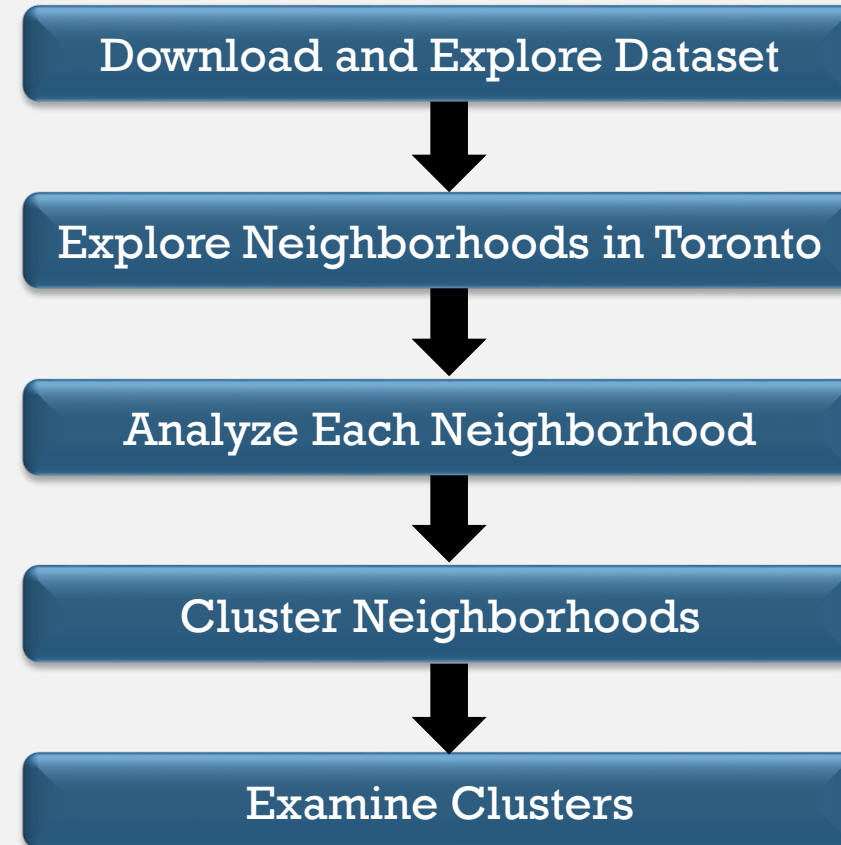 Download and Explore Dataset
Explore Neighborhoods in Toronto
Analyze Each Neighborhood
Cluster Neighborhoods
Examine Clusters